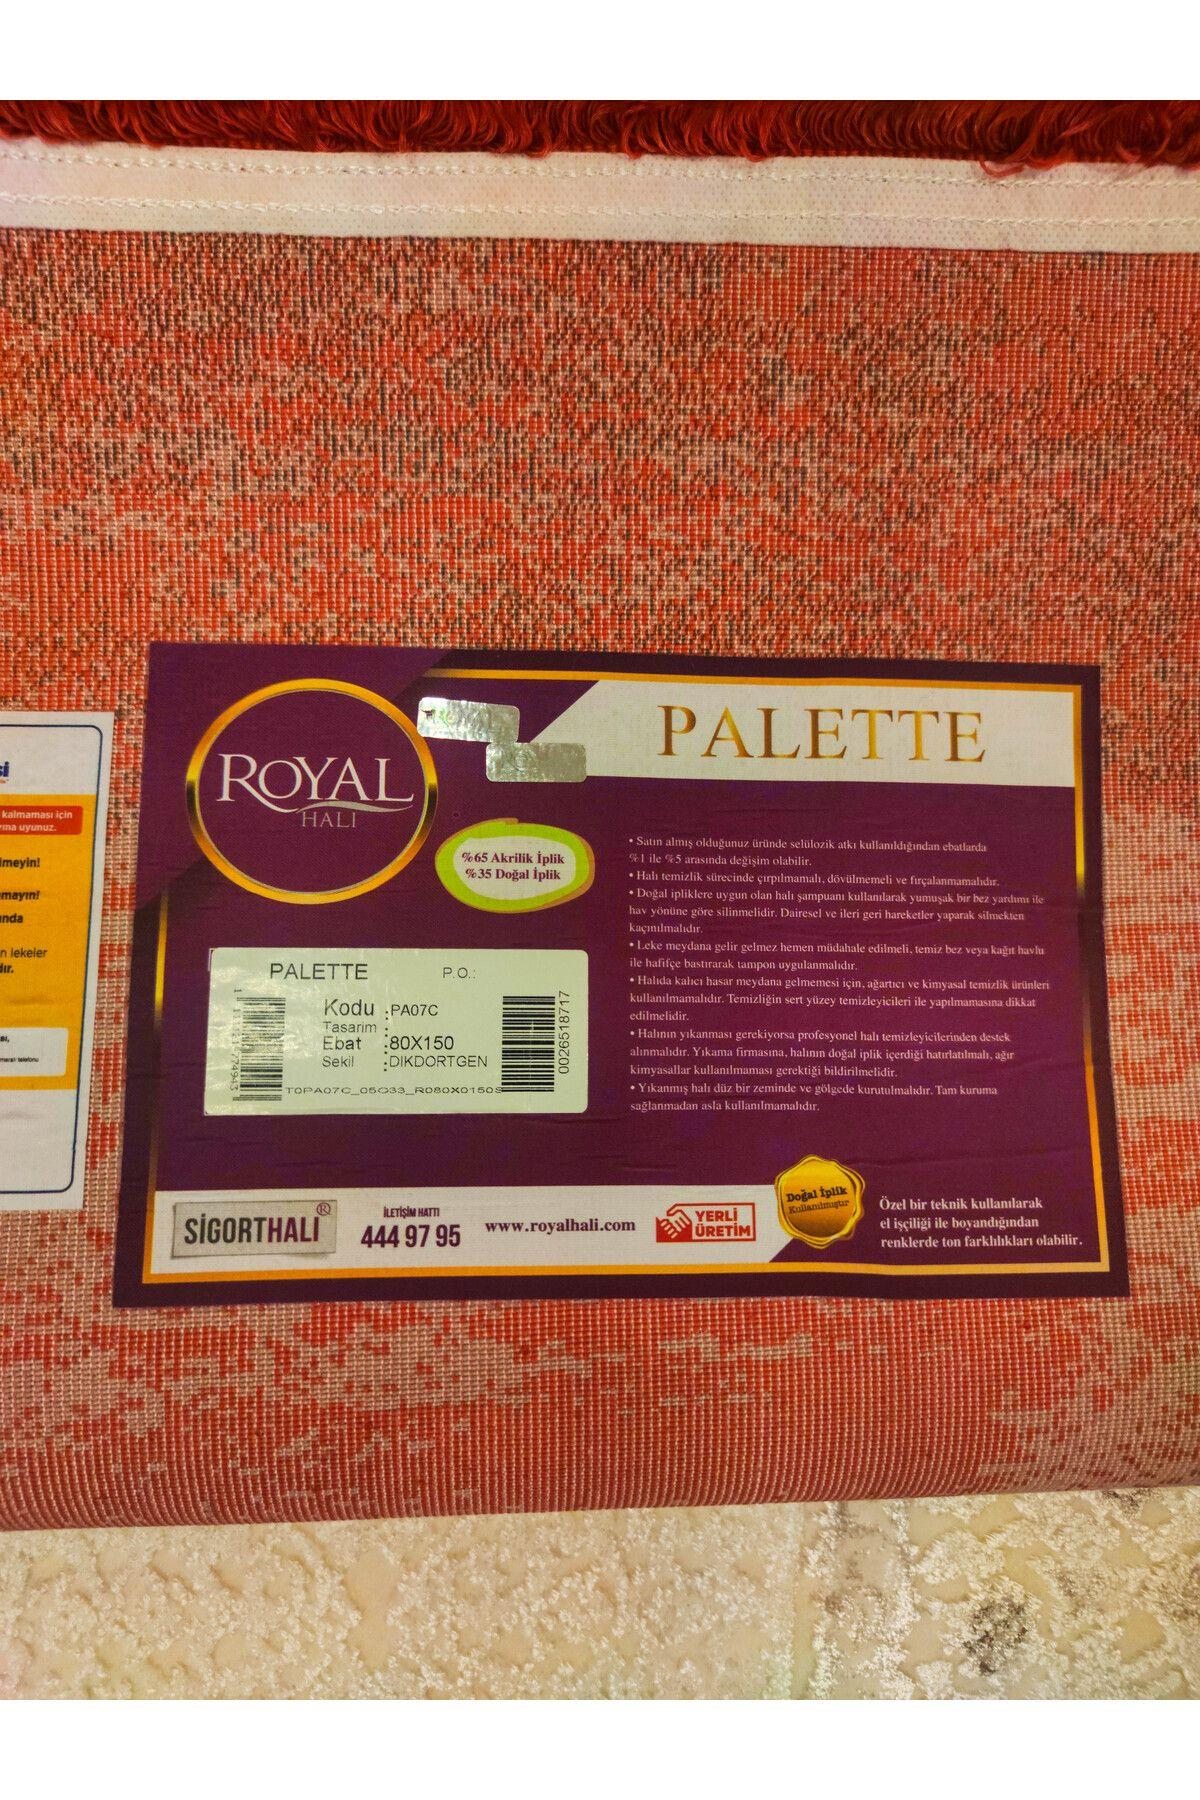 kalmaması için
uyunuz.
n lekeler
ROYAL
HALI
PALETTE
%65 Akrilik İplik
%35 Doğal İplik
• Satın almış olduğunuz üründe selülozik atkı kullanıldığından ebatlarda
%1 ile %5 arasında değişim olabilir.
• Halı temizlik sürecinde çırpılmamalı, dövülmemeli ve fırçalanmamalıdır.
• Doğal ipliklere uygun olan halı şampuanı kullanılarak yumuşak bir bez yardımı ile
hav yönüne göre silinmelidir. Dairesel ve ileri geri hareketler yaparak silmekten
kaçınılmalıdır.
• Leke meydana gelir gelmez hemen müdahale edilmeli, temiz bez veya kağıt havlu
ile hafifçe bastırarak tampon uygulanmalıdır.
• Halıda kalıcı hasar meydana gelmemesi için, ağartıcı ve kimyasal temizlik ürünleri
kullanılmamalıdır. Temizliğin sert yüzey temizleyicileri ile yapılmamasına dikkat
edilmelidir.
• Halının yıkanması gerekiyorsa profesyonel halı temizleyicilerinden destek
alınmalıdır. Yıkama firmasına, halının doğal iplik içerdiği hatırlatılmalı, ağır
kimyasallar kullanılmaması gerektiği bildirilmelidir.
• Yıkanmış halı düz bir zeminde ve gölgede kurutulmalıdır. Tam kuruma
sağlanmadan asla kullanılmamalıdır.
PALETTE P.O.:
Kodu : PA07C
Tasarim :
Ebat : 80X150
Sekil : DIKDORTGEN
0026518717
SİGORTHALI ®
İLETİŞİM HATTI
444 97 95
www.royalhali.com
YERLİ
ÜRETİM
Doğal İplik
Kullanılmıştır
Özel bir teknik kullanılarak
el işçiliği ile boyandığından
renklerde ton farklılıkları olabilir.